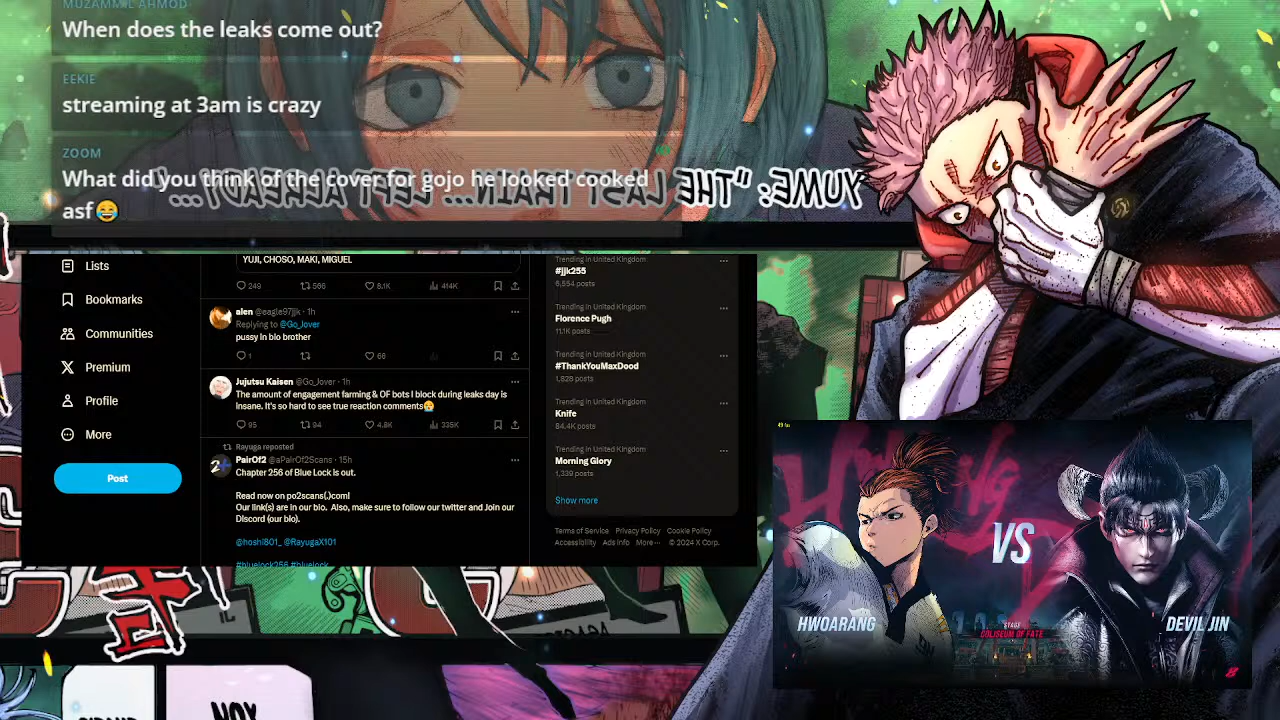 MUZAMMIL AHMOD
When does the leaks come out?
EEKIE
streaming at 3am is crazy
ZOOM
What did you think of the cover for gojo he looked cooked
asf😂
YUME: "THE LAST TRAIN... LEFT ALREADY?...
Lists
Bookmarks
Communities
Premium
Profile
More
Post
YUJI, CHOSO, MAKI, MIGUEL
249 566 8.1K 414K
alen @eagle97jjk · 1h
Replying to @Go_Jover
pussy in bio brother
1 66
Jujutsu Kaisen @Go_Jover · 1h
The amount of engagement farming & OF bots I block during leaks day is
insane. It's so hard to see true reaction comments😢
95 94 4.8K 335K
Rayuga reposted
PairOf2 @aPairOf2Scans · 15h
Chapter 256 of Blue Lock is out.
Read now on po2scans(.)com!
Our link(s) are in our bio. Also, make sure to follow our twitter and join our
Discord (our bio).
@hoshi801_ @RayugaX101
#bluelock256 #bluelock
Trending in United Kingdom
#jjk255
6,554 posts
Trending in United Kingdom
Florence Pugh
11.1K posts
Trending in United Kingdom
#ThankYouMaxDood
1,828 posts
Trending in United Kingdom
Knife
84.4K posts
Trending in United Kingdom
Morning Glory
1,339 posts
Show more
Terms of Service Privacy Policy Cookie Policy
Accessibility Ads info More ··· © 2024 X Corp.
VS
HWOARANG
STAGE
COLISEUM OF FATE
DEVIL JIN